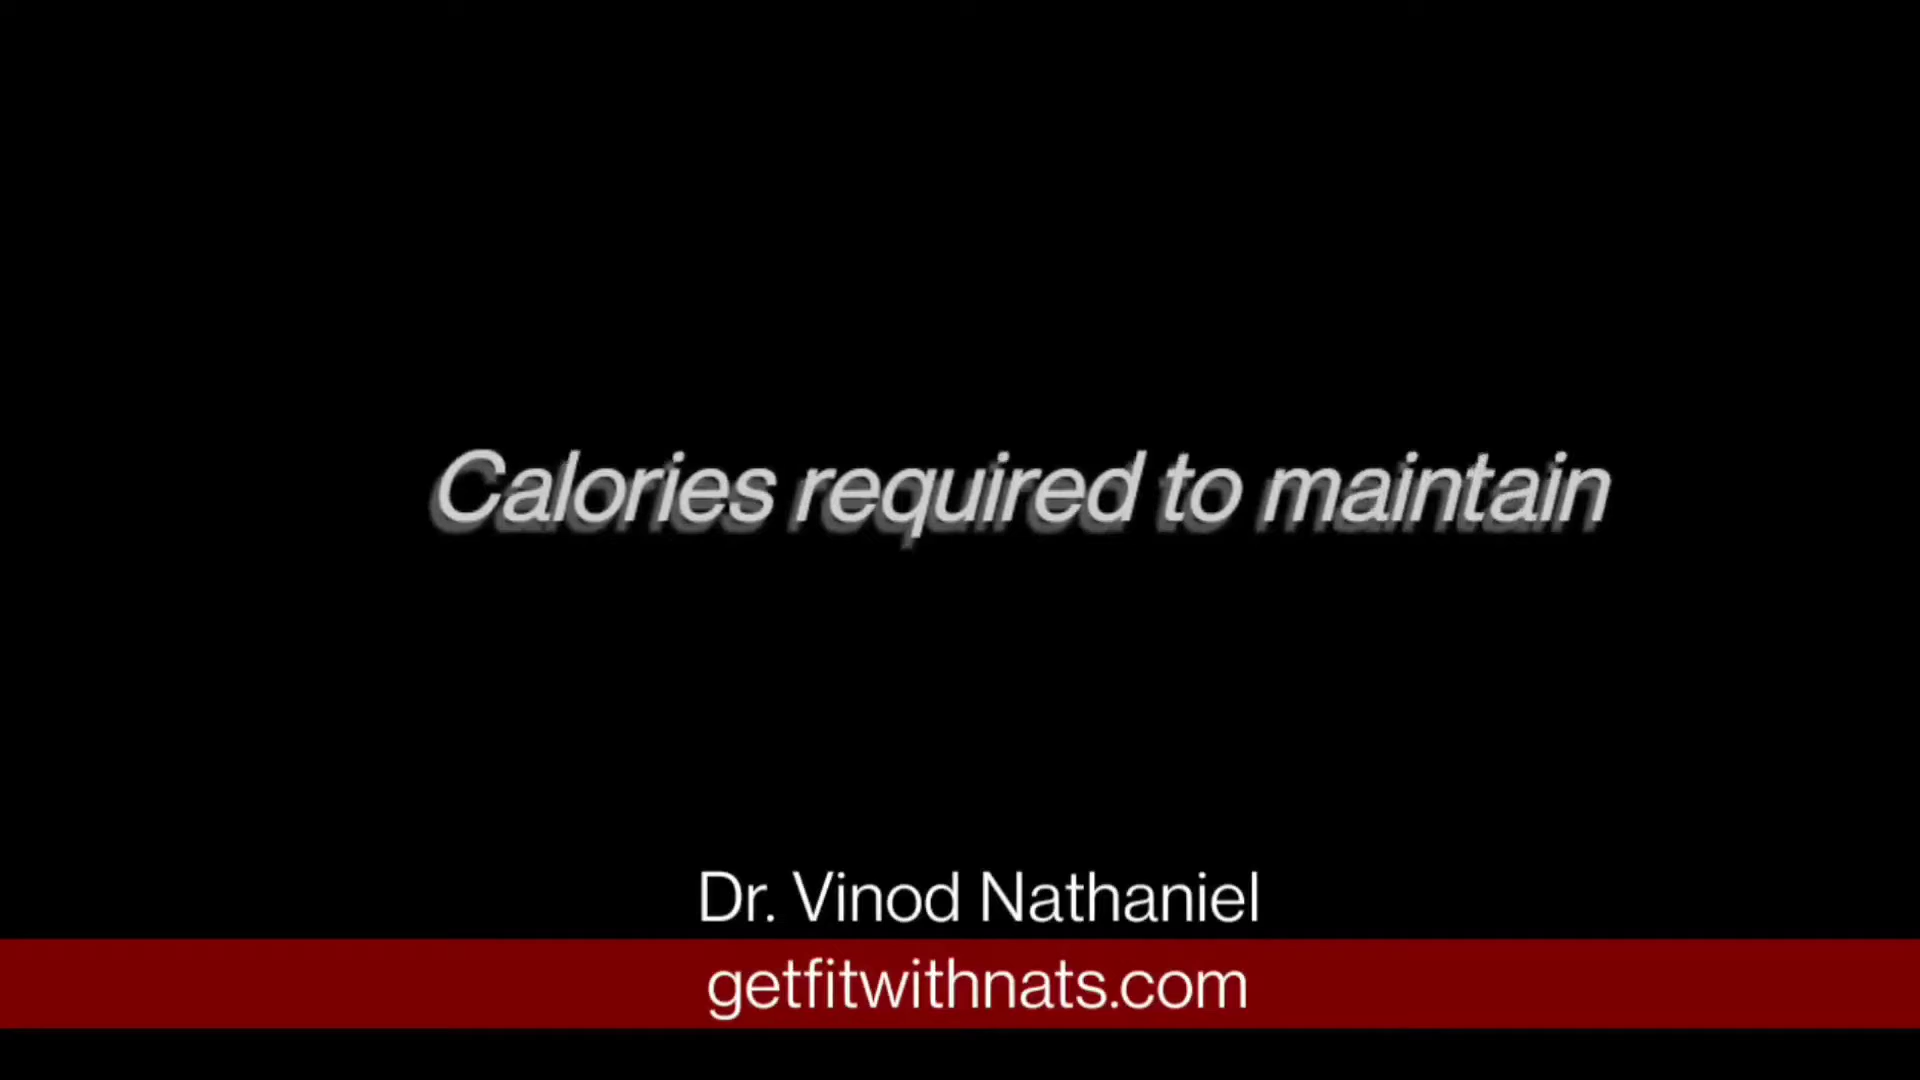 Calories required to maintain
Dr. Vinod Nathaniel
getfitwithnats.com